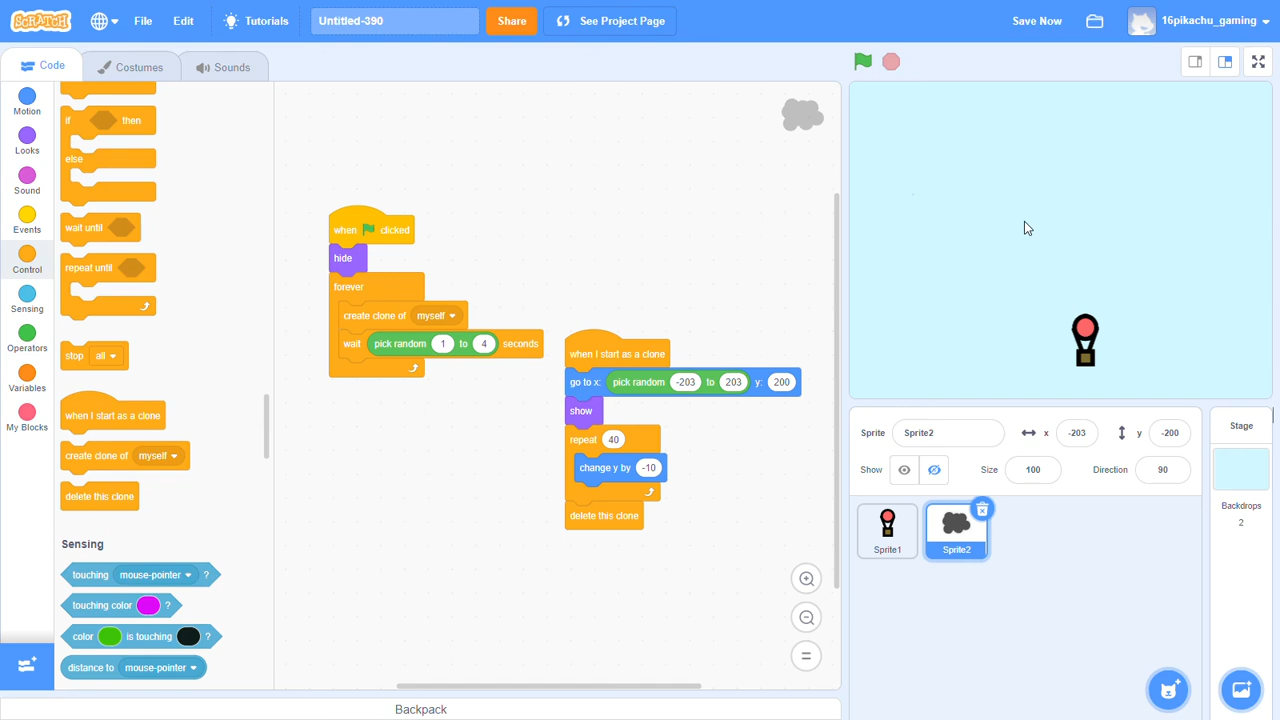 SCRATCH File Edit Tutorials Untitled-390 Share See Project Page Save Now 16pikachu_gaming
Code Costumes Sounds
Motion
Looks
Sound
Events
Control
Sensing
Operators
Variables
My Blocks
if then
else
wait until
repeat until
stop all
when I start as a clone
create clone of myself
delete this clone
Sensing
touching mouse-pointer ?
touching color ?
color is touching ?
distance to mouse-pointer
when clicked
hide
forever
create clone of myself
wait pick random 1 to 4 seconds
when I start as a clone
go to x: pick random -203 to 203 y: 200
show
repeat 40
change y by -10
delete this clone
Backpack
Sprite Sprite2 x -203 y -200
Show Size 100 Direction 90
Sprite1
Sprite2
Stage
Backdrops
2